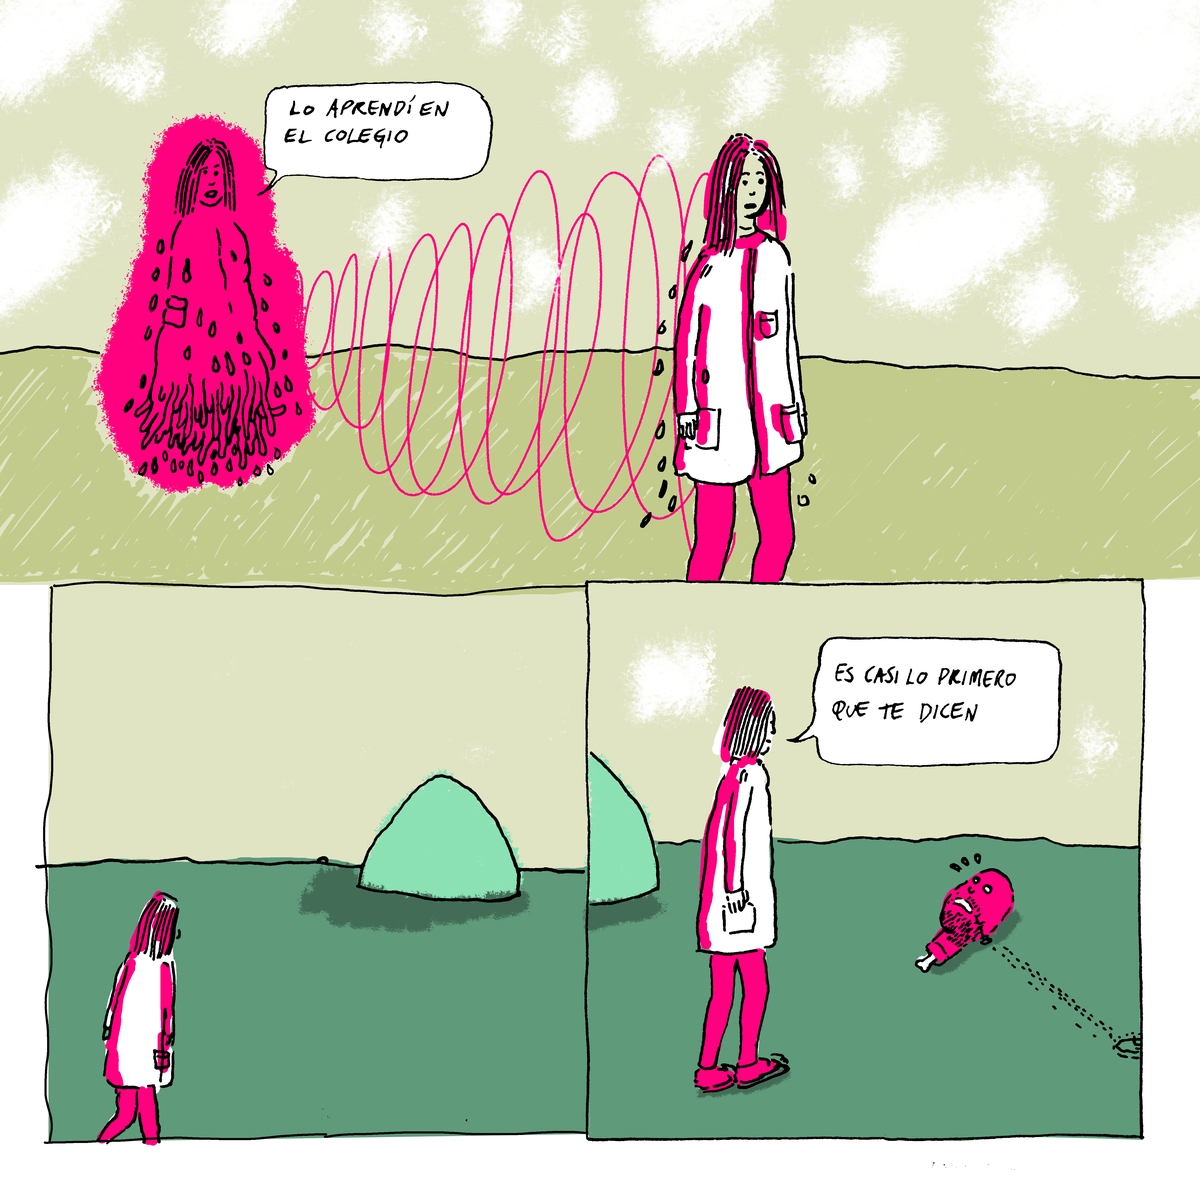 LO APRENDÍ EN
EL COLEGIO
ES CASI LO PRIMERO
QUE TE DICEN